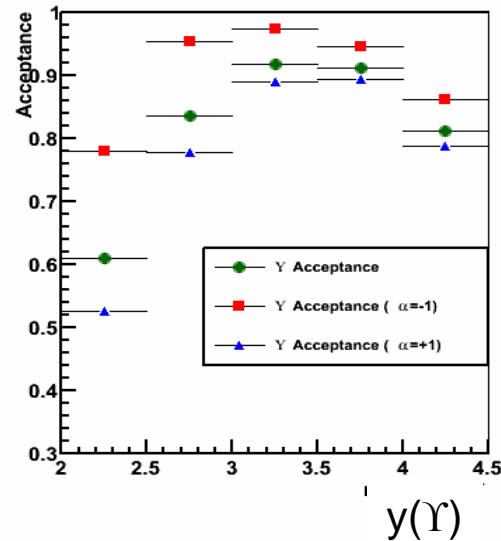 Acceptance
1
0.9
0.8
0.7
0.6
0.5
0.4
0.3
ϒ Acceptance
ϒ Acceptance ( α=-1)
ϒ Acceptance ( α=+1)
2 2.5 3 3.5 4 4.5
y(ϒ)